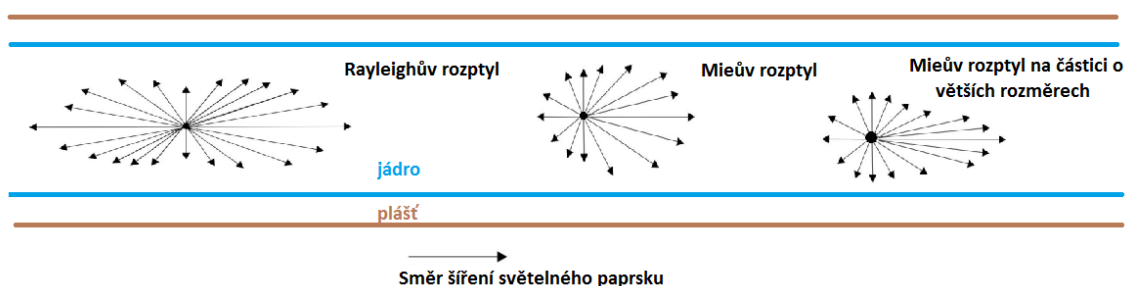 Rayleighův rozptyl
Mieův rozptyl
Mieův rozptyl na částici o
větších rozměrech
jádro
plášť
Směr šíření světelného paprsku